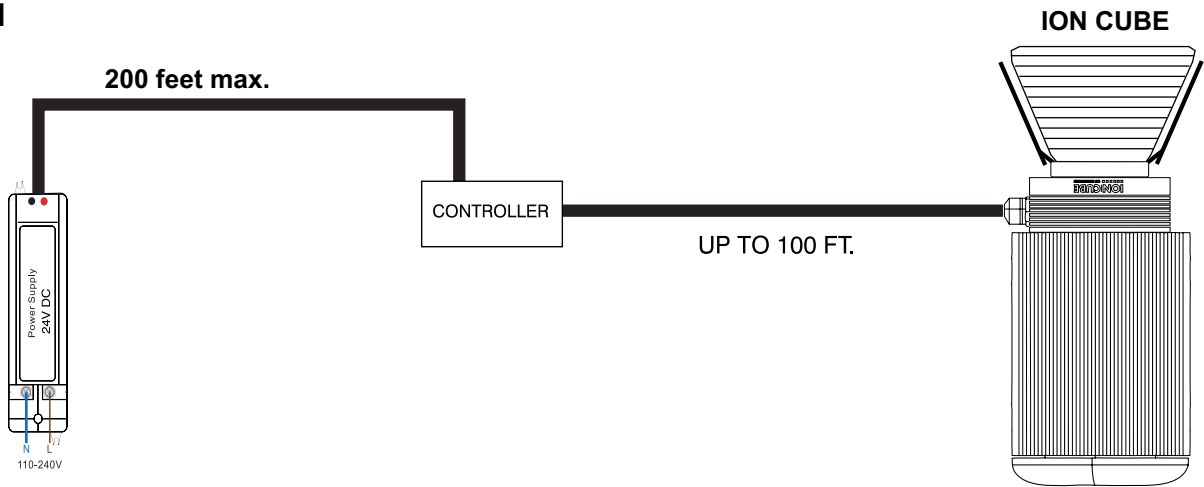 ION CUBE
200 feet max.
CONTROLLER
UP TO 100 FT.
IONCUBE
Power Supply
24V DC
N L
110-240V